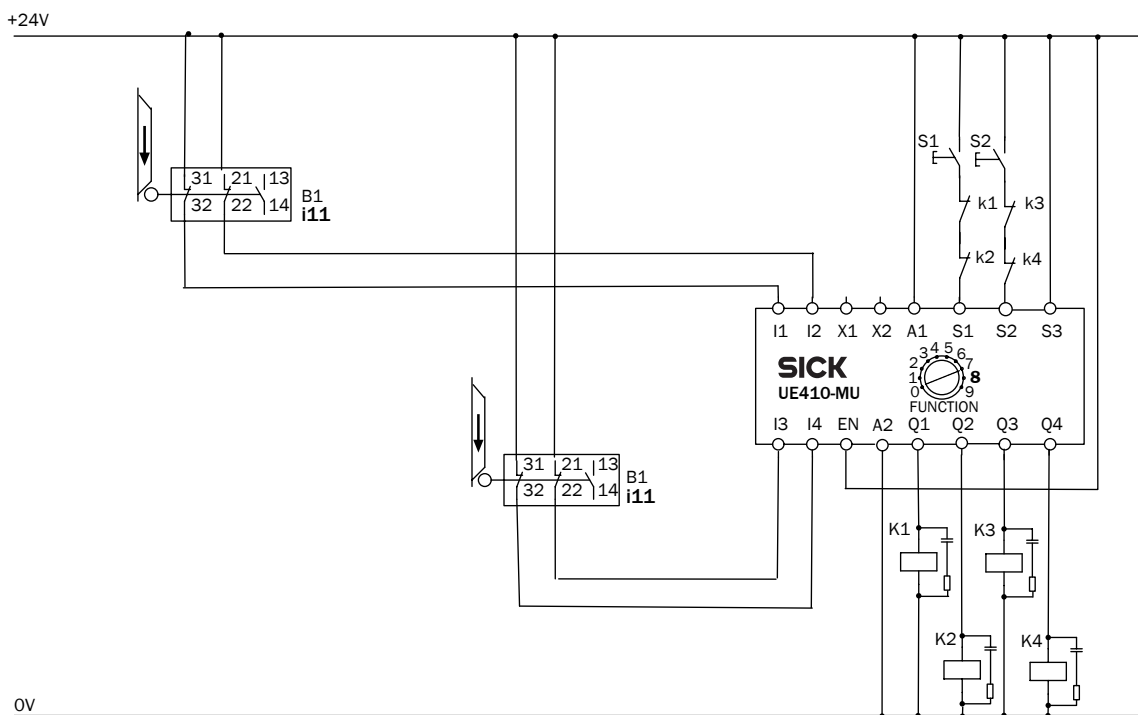 +24V
S1 S2
31 21 13
32 22 14
B1
i11
k1 k3
k2 k4
I1 I2 X1 X2 A1 S1 S2 S3
SICK
UE410-MU
0 1 2 3 4 5 6 7 8 9
FUNCTION
I3 I4 EN A2 Q1 Q2 Q3 Q4
31 21 13
32 22 14
B1
i11
K1 K3
K2 K4
0V